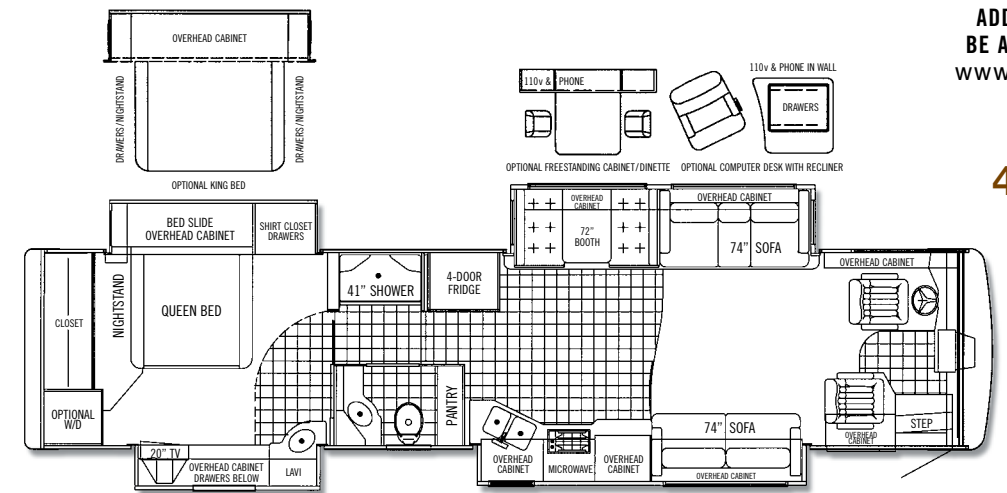 ADD
BE A
www
4
OVERHEAD CABINET
DRAWERS/NIGHTSTAND
DRAWERS/NIGHTSTAND
OPTIONAL KING BED
110v & PHONE
OPTIONAL FREESTANDING CABINET/DINETTE
110v & PHONE IN WALL
DRAWERS
OPTIONAL COMPUTER DESK WITH RECLINER
BED SLIDE
OVERHEAD CABINET
SHIRT CLOSET
DRAWERS
OVERHEAD
CABINET
72"
BOOTH
OVERHEAD CABINET
74" SOFA
OVERHEAD CABINET
CLOSET
NIGHTSTAND
QUEEN BED
41" SHOWER
4-DOOR
FRIDGE
OPTIONAL
W/D
PANTRY
20" TV
OVERHEAD CABINET
DRAWERS BELOW
LAVI
OVERHEAD
CABINET
MICROWAVE
OVERHEAD
CABINET
74" SOFA
OVERHEAD CABINET
OVERHEAD
CABINET
STEP